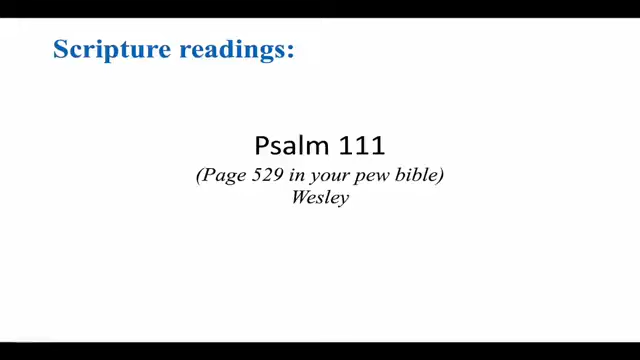 Scripture readings:
Psalm 111
(Page 529 in your pew bible)
Wesley